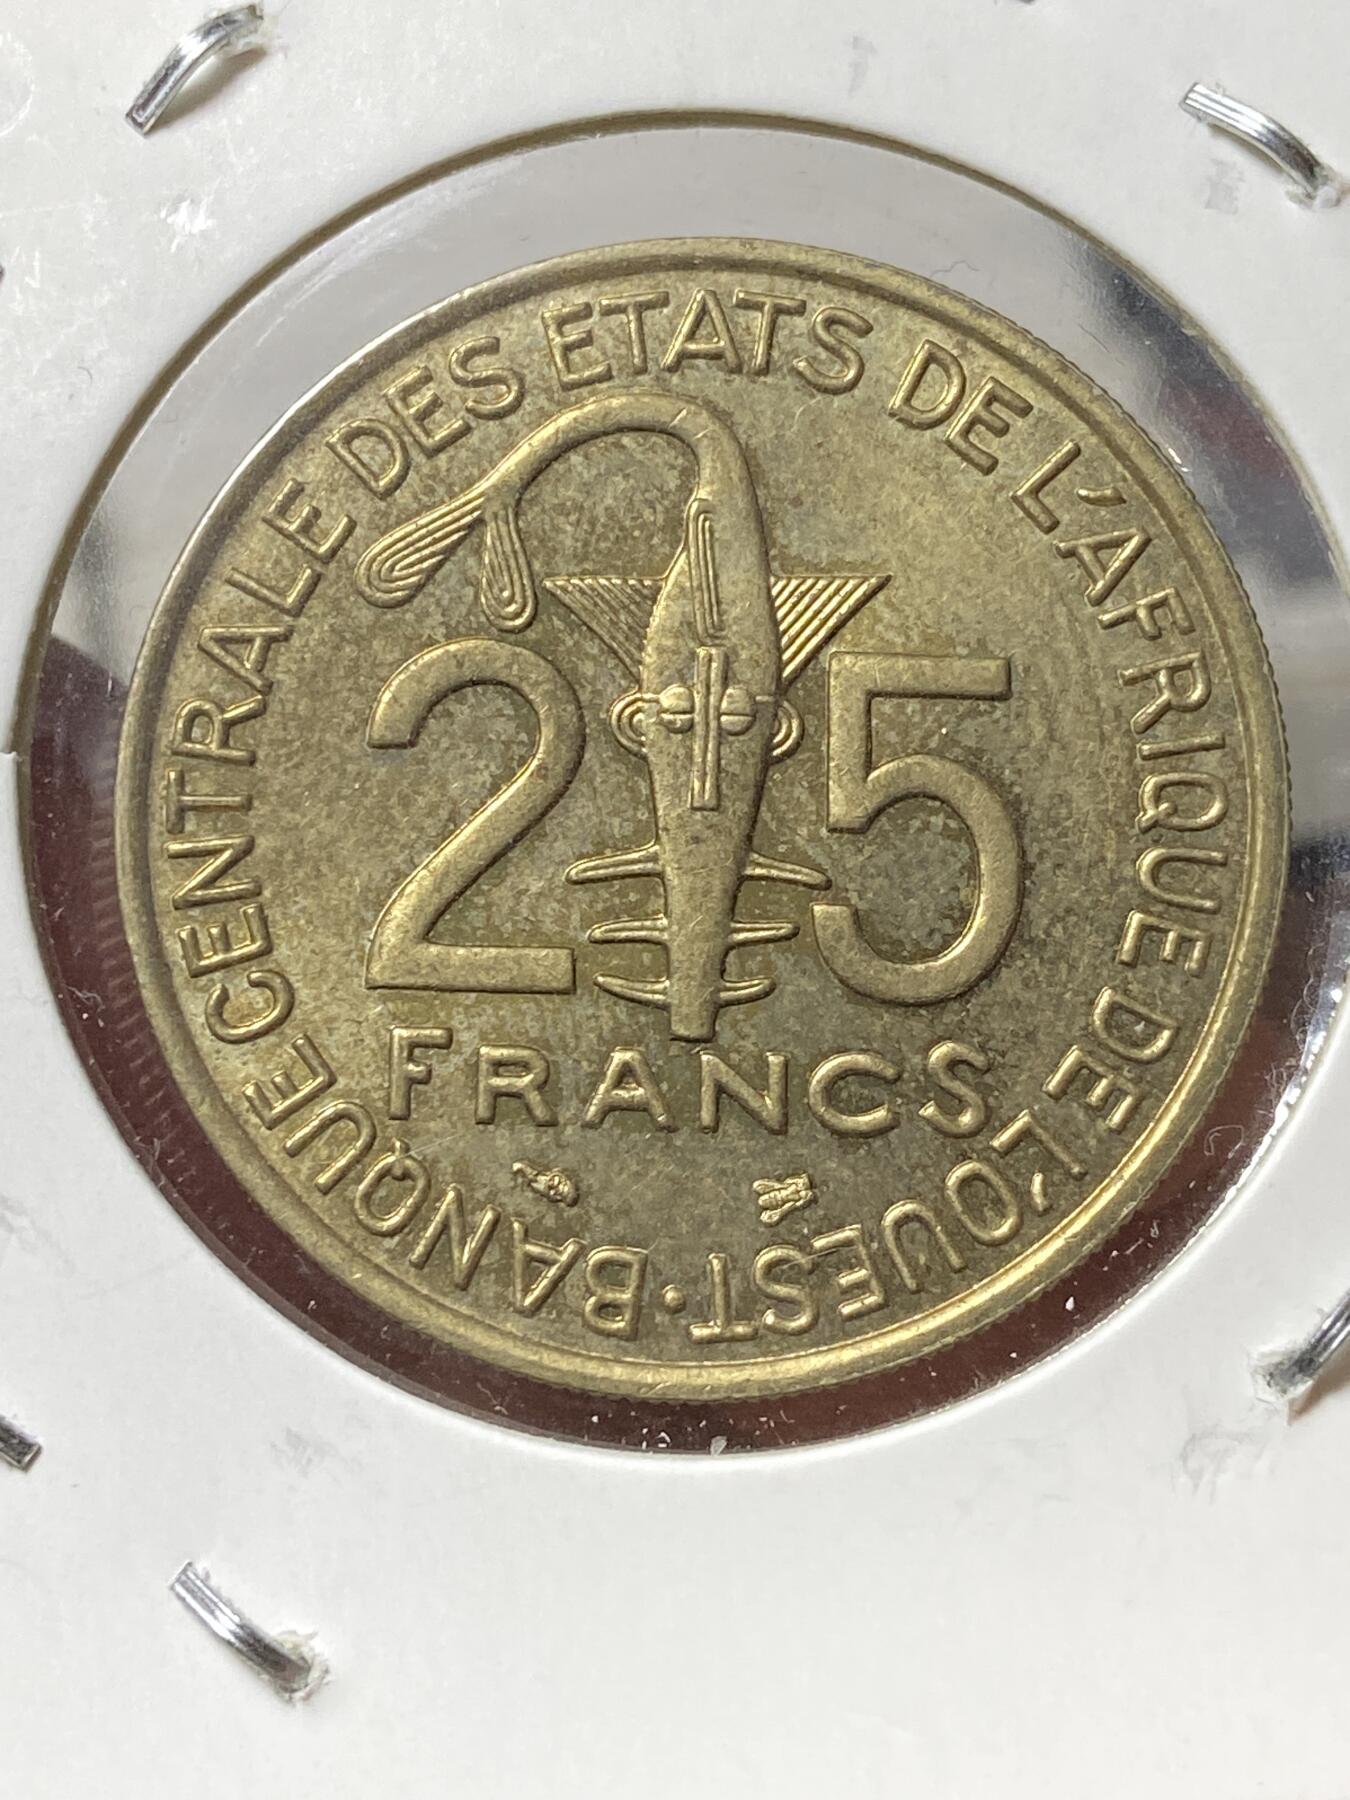 BANQUE CENTRALE DES ETATS DE L'AFRIQUE DE L'OUEST ·
25
FRANCS